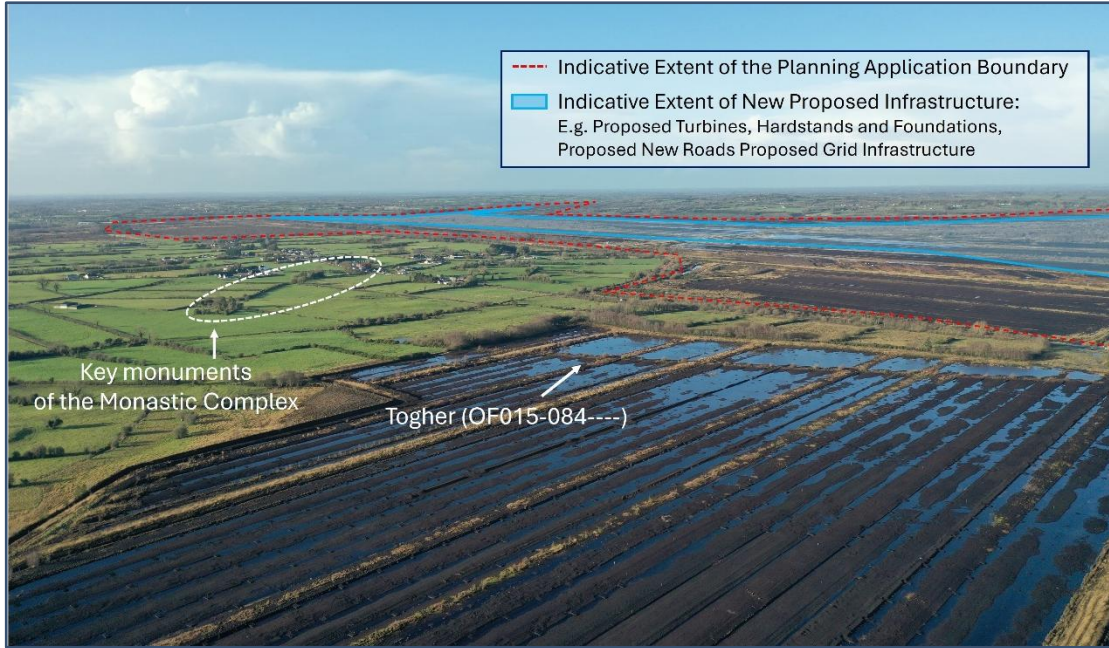 Indicative Extent of the Planning Application Boundary
Indicative Extent of New Proposed Infrastructure:
E.g. Proposed Turbines, Hardstands and Foundations,
Proposed New Roads Proposed Grid Infrastructure
Key monuments
of the Monastic Complex
Togher (OF015-084----)